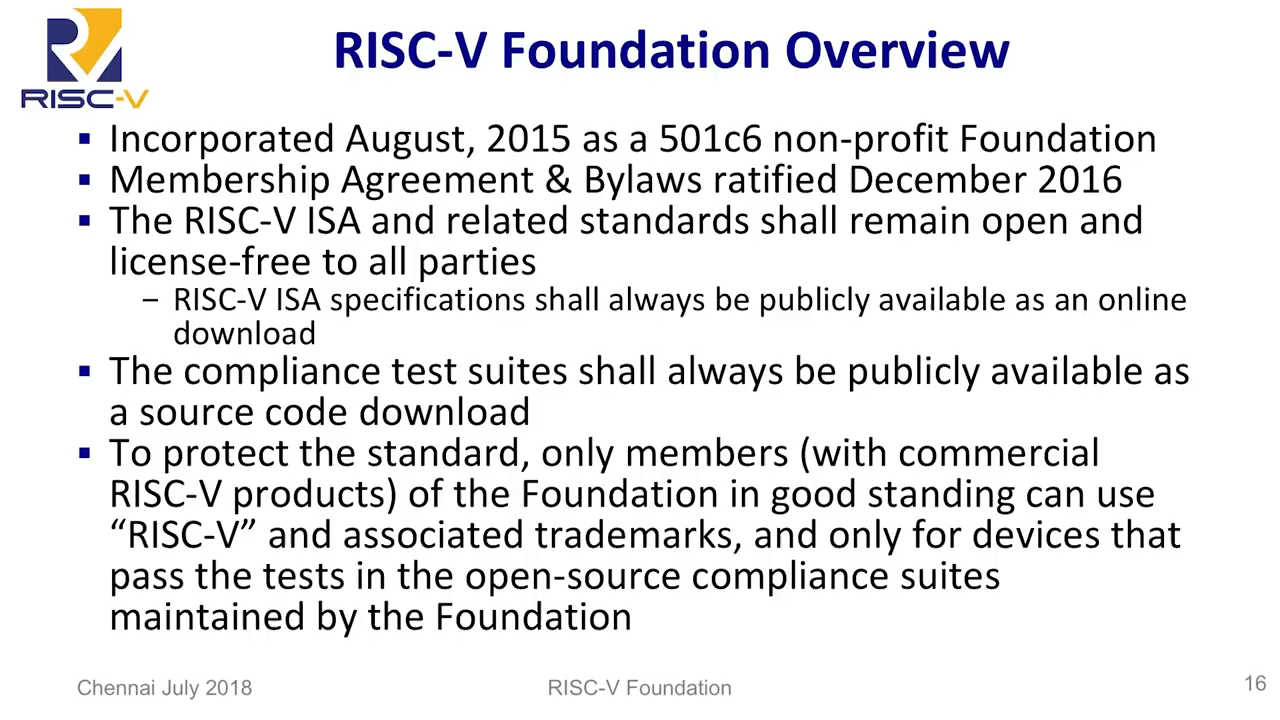 RISC-V
RISC-V Foundation Overview
▪ Incorporated August, 2015 as a 501c6 non-profit Foundation
▪ Membership Agreement & Bylaws ratified December 2016
▪ The RISC-V ISA and related standards shall remain open and
license-free to all parties
− RISC-V ISA specifications shall always be publicly available as an online
download
▪ The compliance test suites shall always be publicly available as
a source code download
▪ To protect the standard, only members (with commercial
RISC-V products) of the Foundation in good standing can use
“RISC-V” and associated trademarks, and only for devices that
pass the tests in the open-source compliance suites
maintained by the Foundation
Chennai July 2018
RISC-V Foundation
16